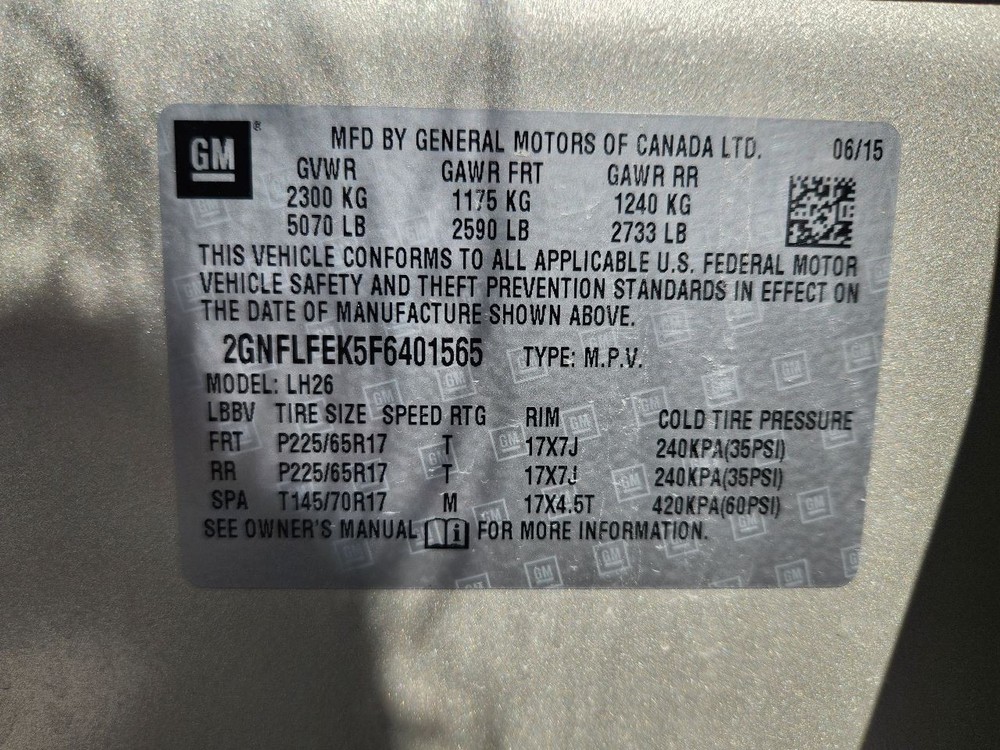 GM ® MFD BY GENERAL MOTORS OF CANADA LTD. 06/15
GVWR GAWR FRT GAWR RR
2300 KG 1175 KG 1240 KG
5070 LB 2590 LB 2733 LB
THIS VEHICLE CONFORMS TO ALL APPLICABLE U.S. FEDERAL MOTOR
VEHICLE SAFETY AND THEFT PREVENTION STANDARDS IN EFFECT ON
THE DATE OF MANUFACTURE SHOWN ABOVE.
2GNFLFEK5F6401565 TYPE: M.P.V.
MODEL: LH26
LBBV TIRE SIZE SPEED RTG RIM COLD TIRE PRESSURE
FRT P225/65R17 T 17X7J 240KPA(35PSI)
RR P225/65R17 T 17X7J 240KPA(35PSI)
SPA T145/70R17 M 17X4.5T 420KPA(60PSI)
SEE OWNER'S MANUAL i FOR MORE INFORMATION.